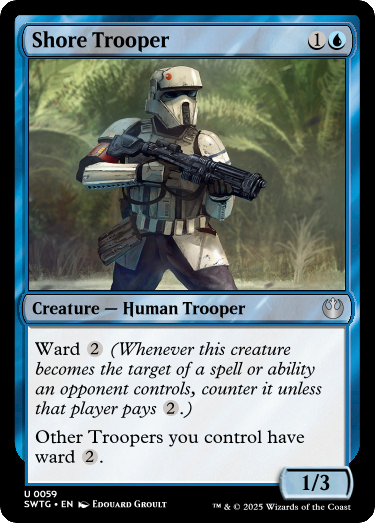 Shore Trooper 1
Creature — Human Trooper
Ward 2 (Whenever this creature
becomes the target of a spell or ability
an opponent controls, counter it unless
that player pays 2.)
Other Troopers you control have
ward 2.
1/3
U 0059
SWTG • EN Edouard Groult
™ & © 2025 Wizards of the Coast